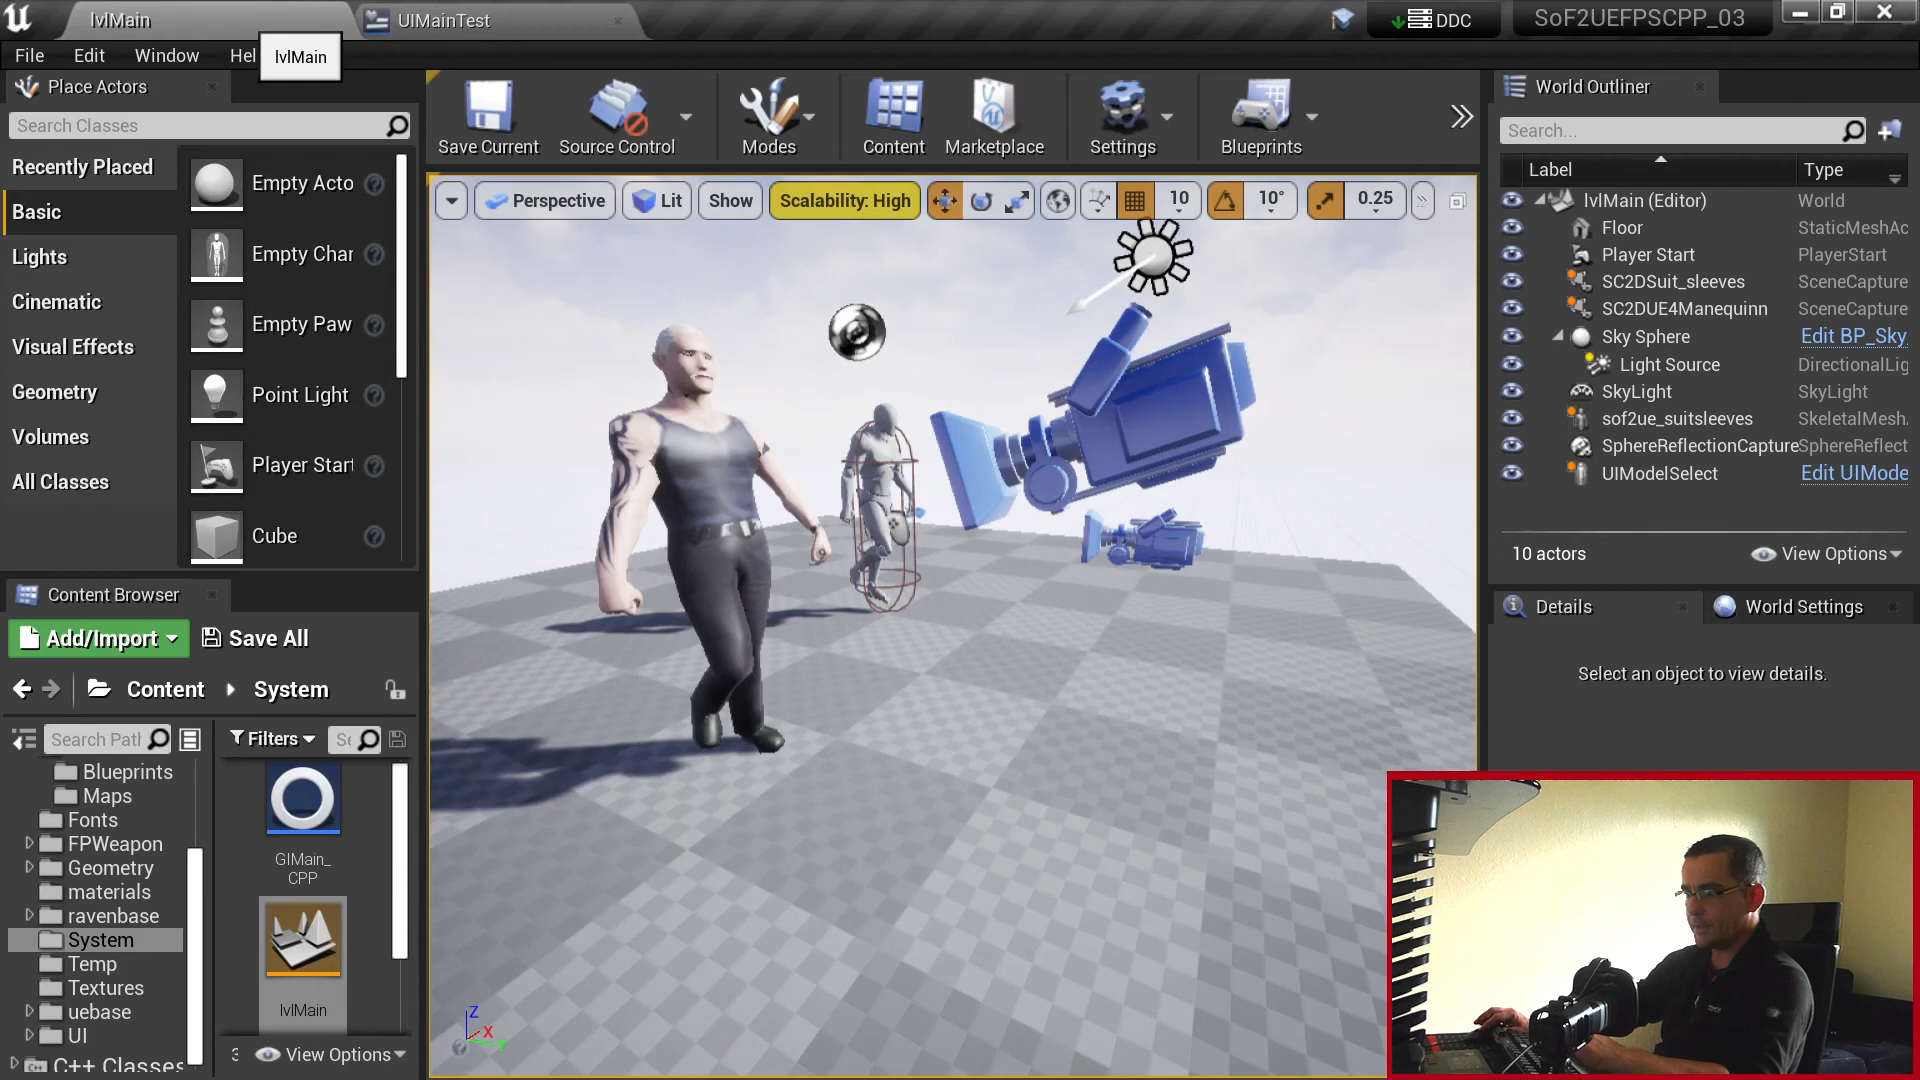 lvlMain
UIMainTest
DDC
SoF2UEFPSCPP_03
File
Edit
Window
Hel
lvlMain
Place Actors
Search Classes
Recently Placed
Basic
Lights
Cinematic
Visual Effects
Geometry
Volumes
All Classes
Empty Acto
Empty Char
Empty Paw
Point Light
Player Start
Cube
Save Current
Source Control
Modes
Content
Marketplace
Settings
Blueprints
Perspective
Lit
Show
Scalability: High
10
10°
0.25
Z
X
Y
World Outliner
Search...
Label
Type
lvlMain (Editor)
World
Floor
StaticMeshAc
Player Start
PlayerStart
SC2DSuit_sleeves
SceneCapture
SC2DUE4Manequinn
SceneCapture
Sky Sphere
Edit BP_Sky_
Light Source
DirectionalLig
SkyLight
SkyLight
sof2ue_suitsleeves
SkeletalMesh
SphereReflectionCapture
SphereReflect
UIModelSelect
Edit UIMode
10 actors
View Options
Details
World Settings
Select an object to view details.
Content Browser
Add/Import
Save All
Content
System
Search Path
Filters
Se
Blueprints
Maps
Fonts
FPWeapon
Geometry
materials
ravenbase
System
Temp
Textures
uebase
UI
C++ Classes
GIMain_
CPP
lvlMain
3
View Options